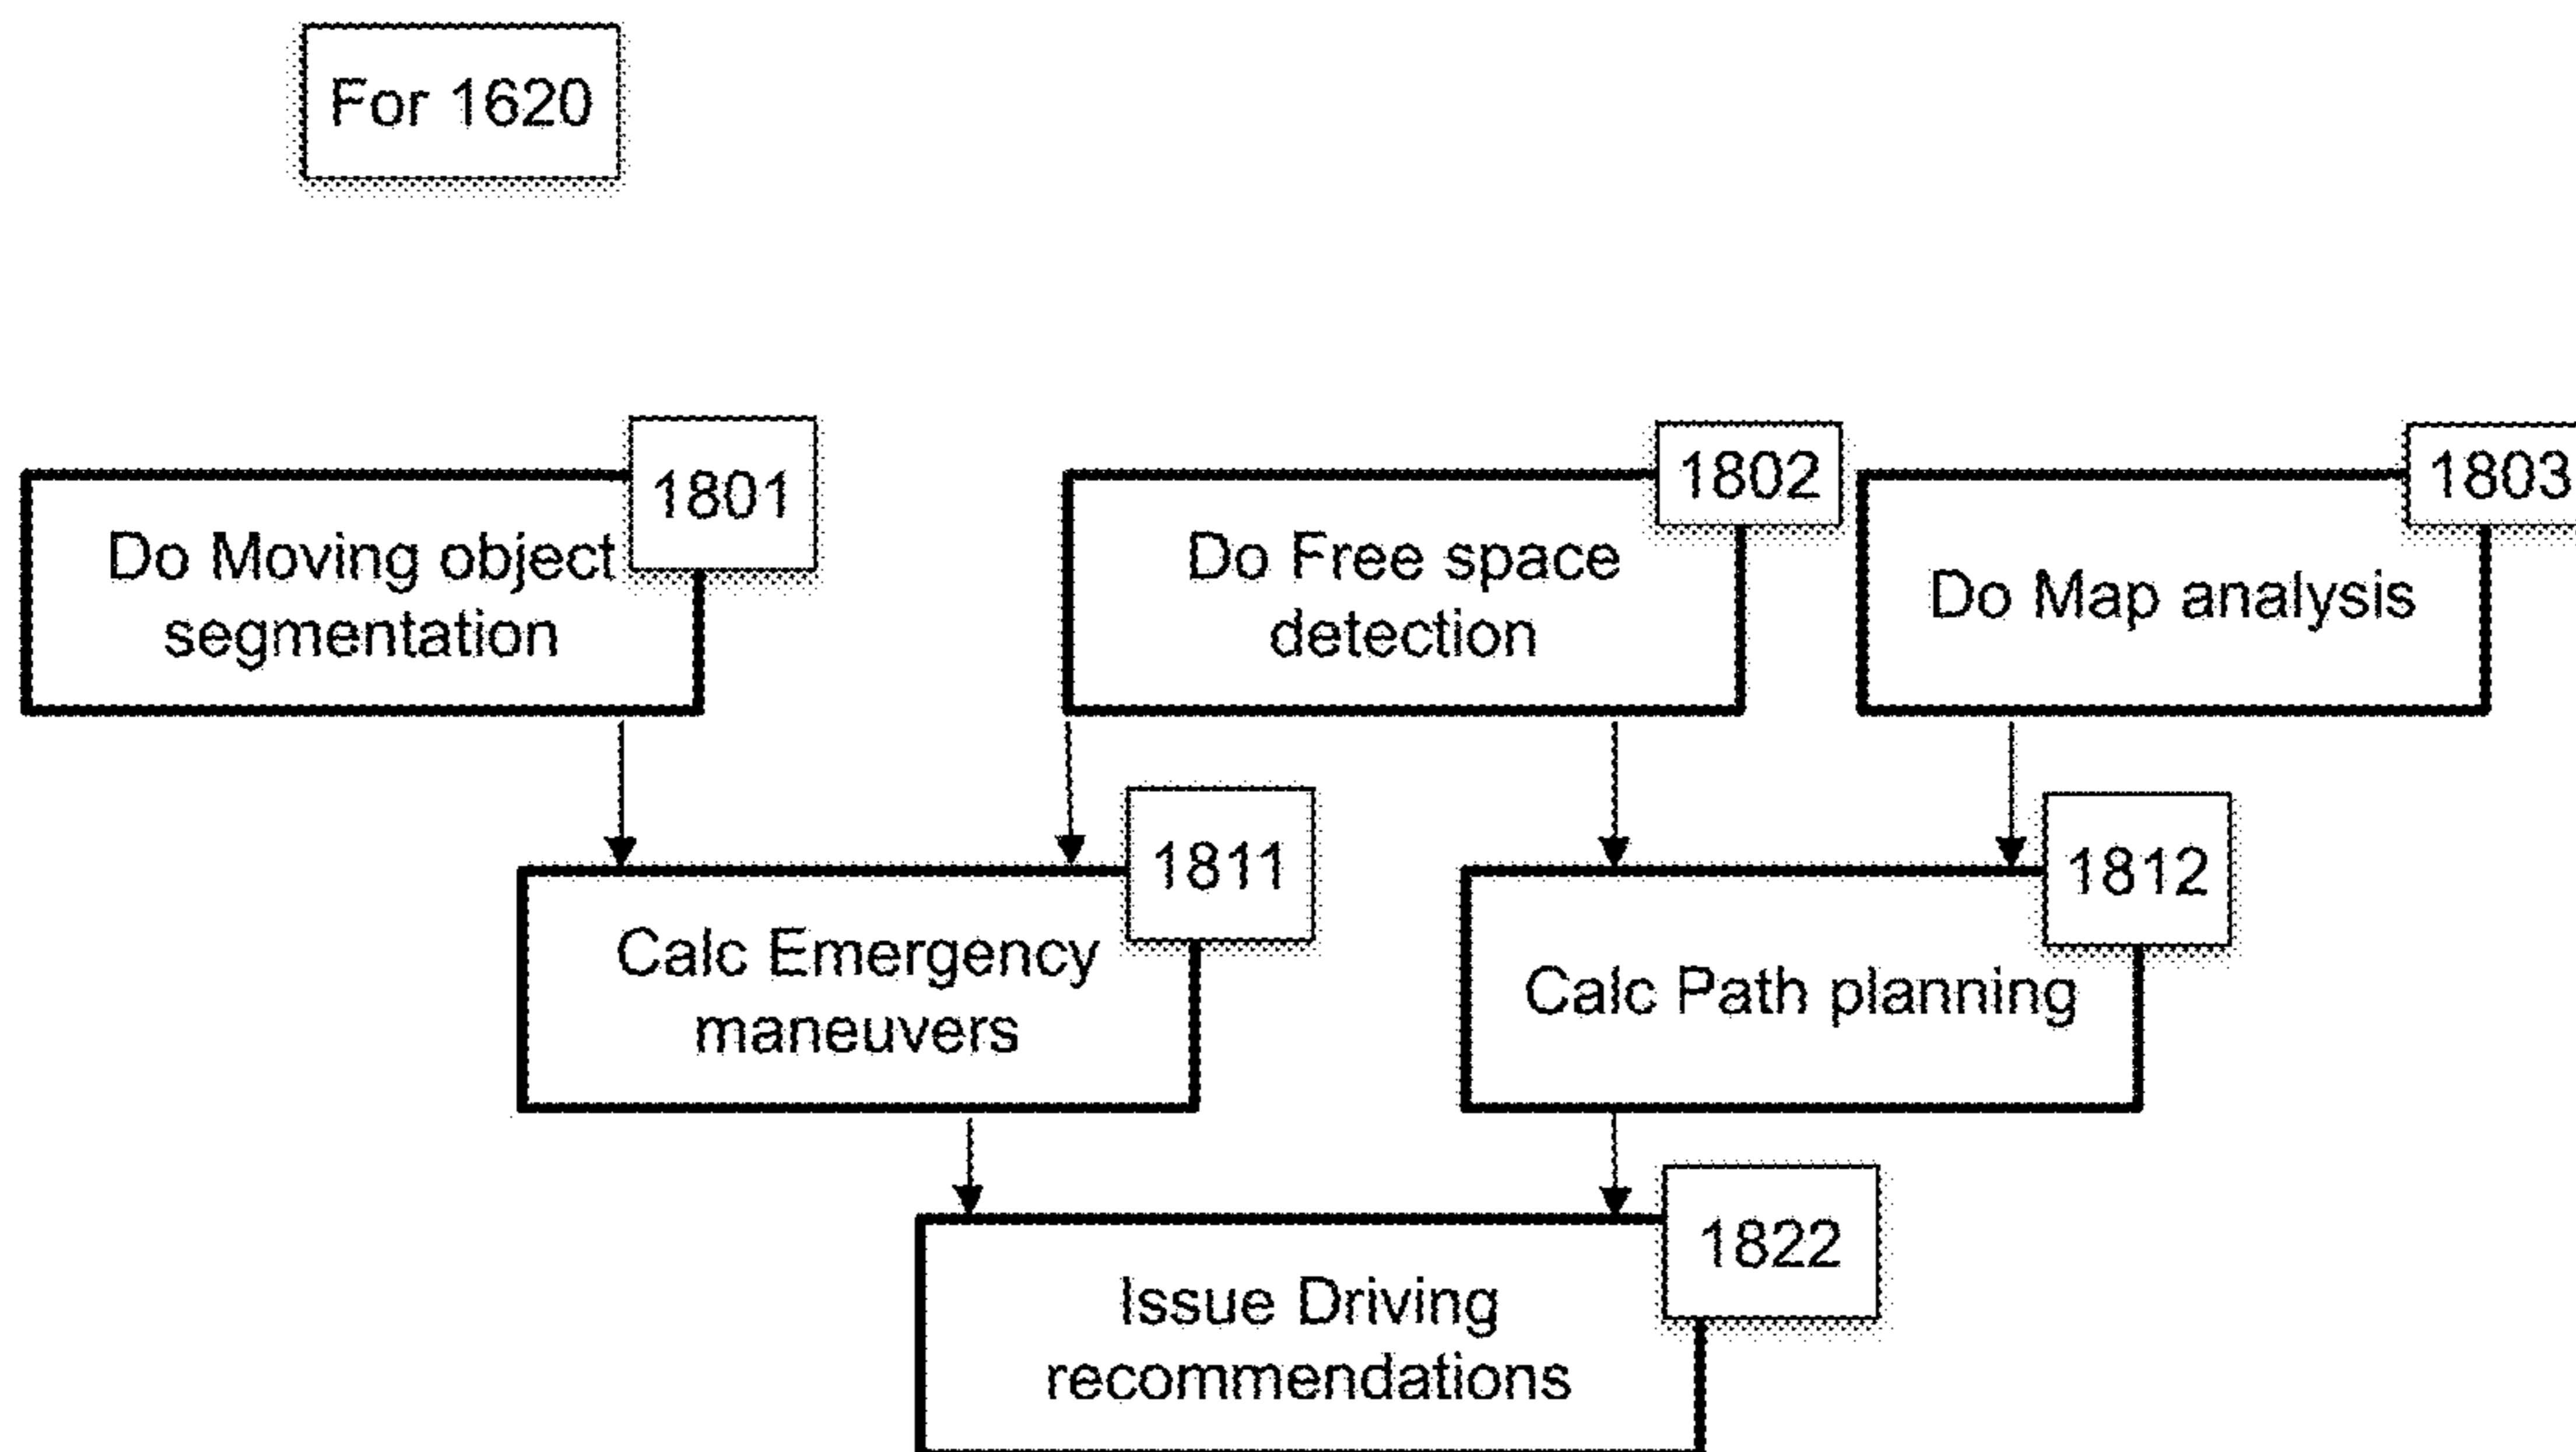 For 1620
1801
1802
1803
Do Moving object
segmentation
Do Free space
detection
Do Map analysis
1811
1812
Calc Emergency
maneuvers
Calc Path planning
1822
Issue Driving
recommendations